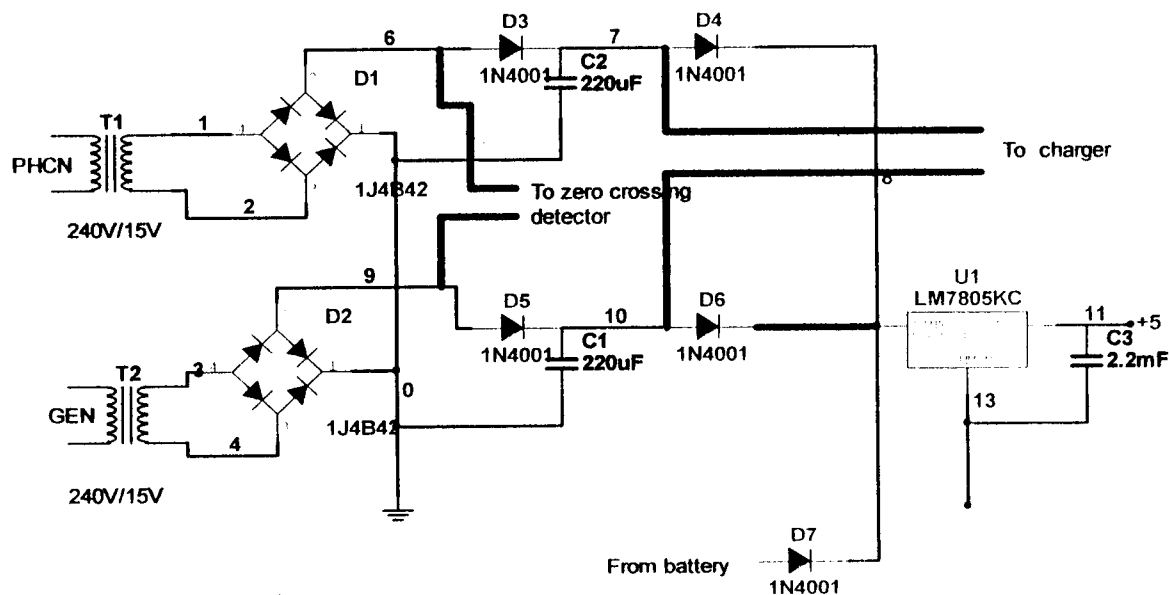 D3
D4
6
7
1N4001
C2
220uF
1N4001
D1
T1
1
PHCN
To charger
1J4B42
To zero crossing
detector
8
2
240V/15V
9
U1
LM7805KC
D2
D5
10
D6
11
+5
1N4001
C1
220uF
1N4001
C3
2.2mF
T2
3
0
13
GEN
1J4B42
4
240V/15V
D7
From battery
1N4001